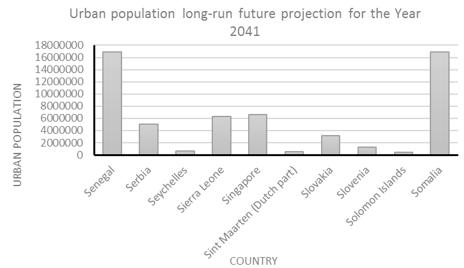 Urban population long-run future projection for the Year
2041
18000000
16000000
14000000
12000000
10000000
8000000
6000000
4000000
2000000
0
URBAN POPULATION
Senegal
Serbia
Seychelles
Sierra Leone
Singapore
Sint Maarten (Dutch part)
Slovakia
Slovenia
Solomon Islands
Somalia
COUNTRY